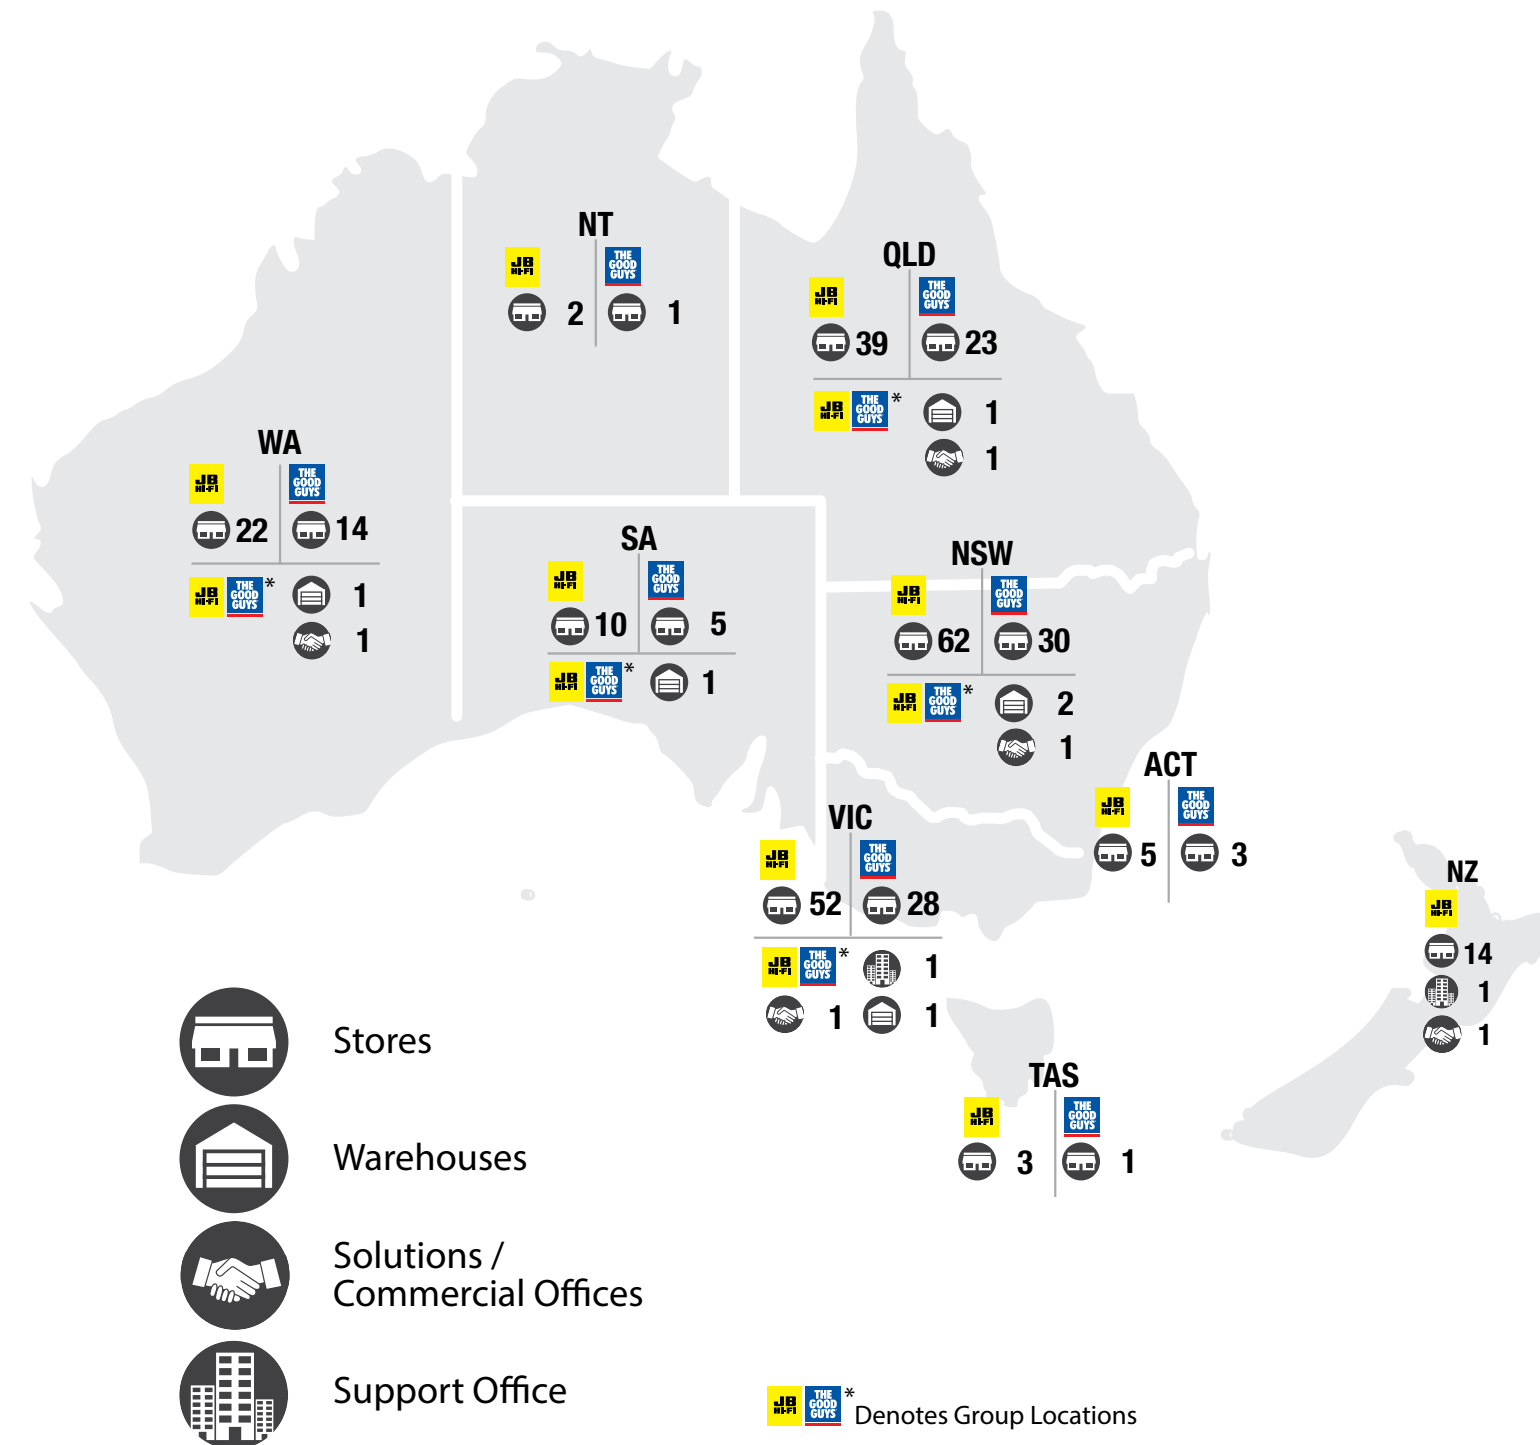 NT
JB
HI-FI
THE
GOOD
GUYS
2
1
QLD
JB
HI-FI
THE
GOOD
GUYS
39
23
JB
HI-FI
THE
GOOD
GUYS
*
1
1
WA
JB
HI-FI
THE
GOOD
GUYS
22
14
JB
HI-FI
THE
GOOD
GUYS
*
1
1
SA
JB
HI-FI
THE
GOOD
GUYS
10
5
JB
HI-FI
THE
GOOD
GUYS
*
1
NSW
JB
HI-FI
THE
GOOD
GUYS
62
30
JB
HI-FI
THE
GOOD
GUYS
*
2
1
ACT
JB
HI-FI
THE
GOOD
GUYS
5
3
VIC
JB
HI-FI
THE
GOOD
GUYS
52
28
JB
HI-FI
THE
GOOD
GUYS
*
1
1
1
NZ
JB
HI-FI
14
1
1
TAS
JB
HI-FI
THE
GOOD
GUYS
3
1
Stores
Warehouses
Solutions /
Commercial Offices
Support Office
JB
HI-FI
THE
GOOD
GUYS
* Denotes Group Locations